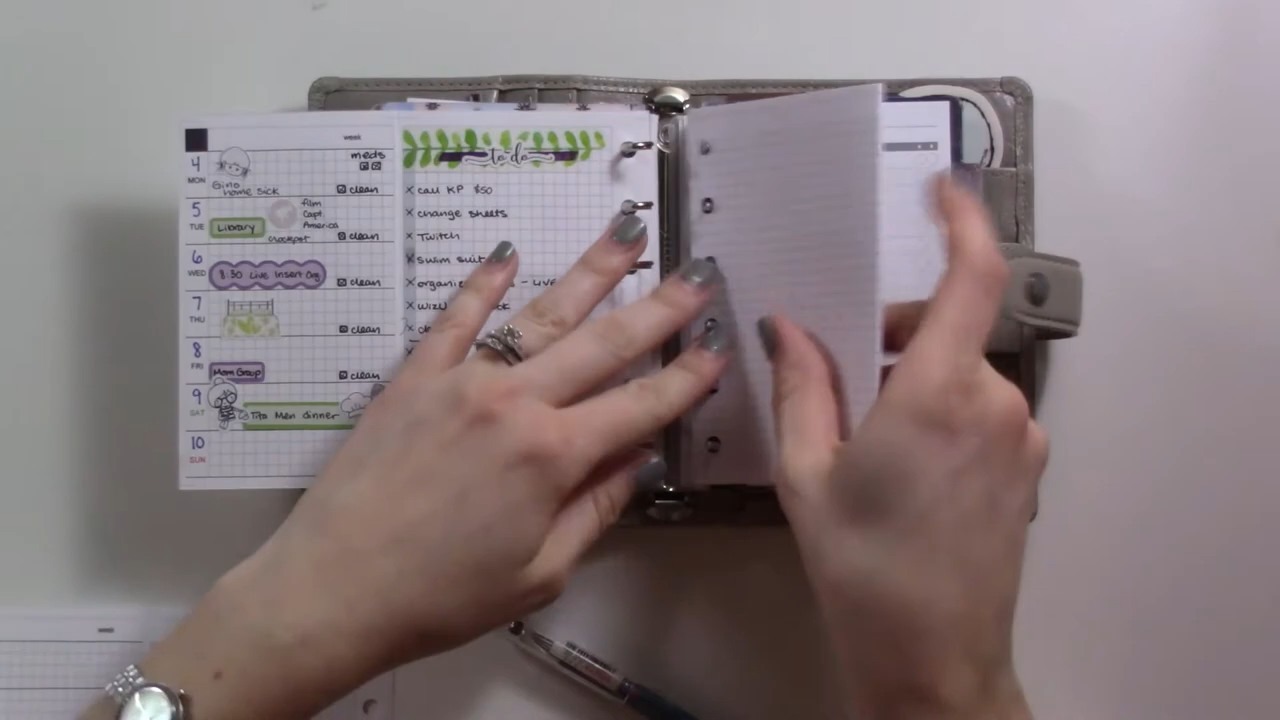 week
4
MON
meds
Gino
home sick
clean
5
TUE
Library
film
Capt.
America
crockpot
clean
6
WED
8:30 Live Insert Org
clean
7
THU
clean
8
FRI
Mom Group
clean
9
SAT
Tita Meri dinner
10
SUN
to do
x call KP $50
x change sheets
x Twitch
x swim suit
x
x
x